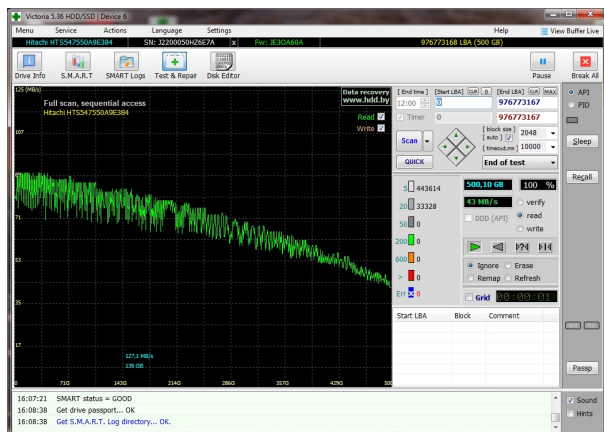 Victoria 5.36 HDD/SSD | Device 6
Menu Service Actions Language Settings Help View Buffer Live
Hitachi HTS547550A9E384 SN: J2200050HZ6E7A x Fw: JE3OA60A 976773168 LBA (500 GB)
Drive Info S.M.A.R.T SMART Logs Test & Repair Disk Editor Pause Break All
125 (MB/s)
Full scan, sequential access
Hitachi HTS547550A9E384
Data recovery
www.hdd.by
Read
Write
107
89
71
53
35
17
127,1 MB/s
138 GB
0 71G 143G 214G 286G 357G 429G 500
[ End time ] [Start LBA] CLR 0 [End LBA] CLR MAX
12:00 0 976773167
Timer 0 976773167
Scan
QUICK
[ block size ] 2048
[ auto ]
[ timeout,ms ] 10000
End of test
5 443614
20 33328
50 0
200 0
600 0
> 0
Err x 0
500,10 GB 100 %
43 MB/s
verify
DDD (API) read
write
Ignore Erase
Remap Refresh
Grid 00:00:01
Start LBA Block Comment
API
PIO
Sleep
Recall
Passp
16:07:21 SMART status = GOOD
16:08:38 Get drive passport... OK
16:08:38 Get S.M.A.R.T. Log directory... OK.
Sound
Hints